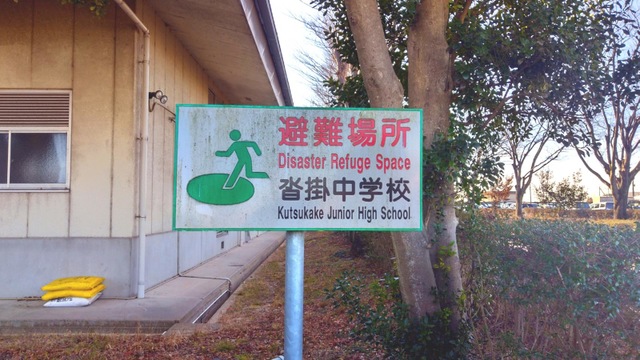 避難場所
Disaster Refuge Space
沓掛中学校
Kutsukake Junior High School